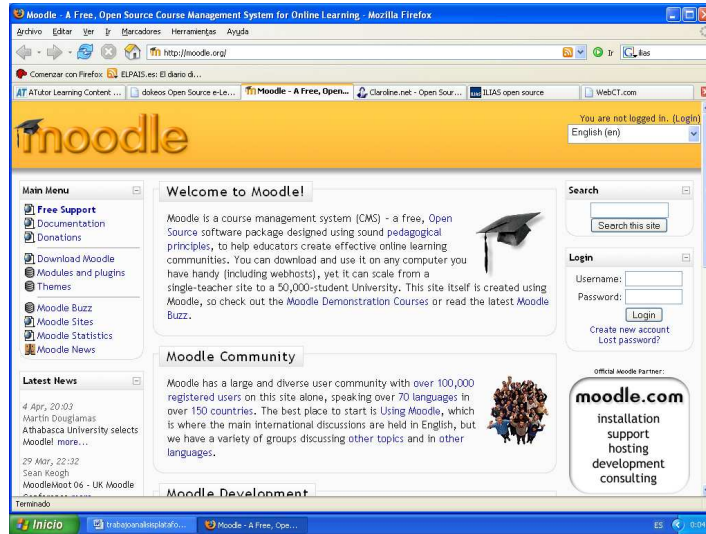 Moodle - A Free, Open Source Course Management System for Online Learning - Mozilla Firefox
Archivo Editar Ver Ir Marcadores Herramientas Ayuda
http://moodle.org/
Ir
ilias
Comenzar con Firefox
ELPAIS.es: El diario di...
ATutor Learning Content ...
dokeos Open Source e-Le...
Moodle - A Free, Open...
Claroline.net - Open Sour...
ILIAS open source
WebCT.com
moodle
You are not logged in. (Login)
English (en)
Main Menu
Free Support
Documentation
Donations
Download Moodle
Modules and plugins
Themes
Moodle Buzz
Moodle Sites
Moodle Statistics
Moodle News
Latest News
4 Apr, 20:03
Martin Dougiamas
Athabasca University selects
Moodle! more...
29 Mar, 22:32
Sean Keogh
MoodleMoot 06 - UK Moodle
Welcome to Moodle!
Moodle is a course management system (CMS) - a free, Open
Source software package designed using sound pedagogical
principles, to help educators create effective online learning
communities. You can download and use it on any computer you
have handy (including webhosts), yet it can scale from a
single-teacher site to a 50,000-student University. This site itself is created using
Moodle, so check out the Moodle Demonstration Courses or read the latest Moodle
Buzz.
Moodle Community
Moodle has a large and diverse user community with over 100,000
registered users on this site alone, speaking over 70 languages in
over 150 countries. The best place to start is Using Moodle, which
is where the main international discussions are held in English, but
we have a variety of groups discussing other topics and in other
languages.
Moodle Development
Search
Search this site
Login
Username:
Password:
Login
Create new account
Lost password?
Official Moodle Partner:
moodle.com
installation
support
hosting
development
consulting
Terminado
Inicio
trabajoanalisisplatafo...
Moodle - A Free, Ope...
ES
0:04